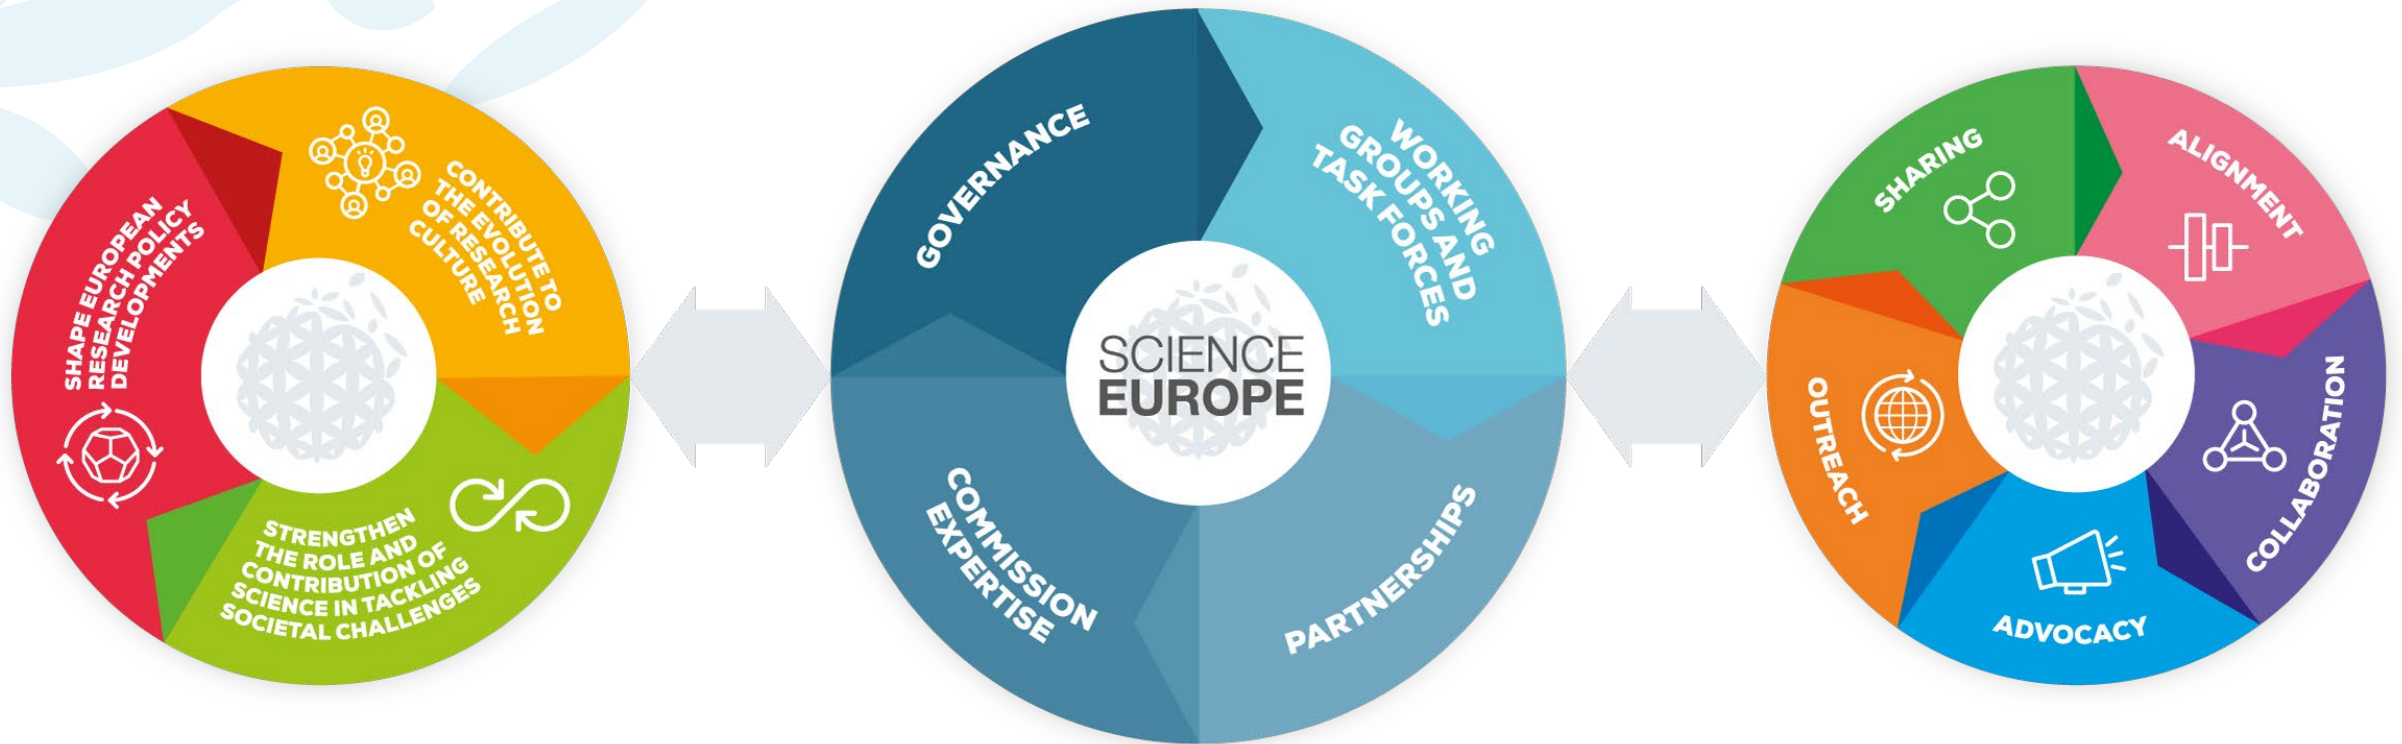 SHAPE EUROPEAN
RESEARCH POLICY
DEVELOPMENTS
CONTRIBUTE TO
THE EVOLUTION
OF RESEARCH
CULTURE
STRENGTHEN
THE ROLE AND
CONTRIBUTION OF
SCIENCE IN TACKLING
SOCIETAL CHALLENGES
GOVERNANCE
WORKING
GROUPS AND
TASK FORCES
SCIENCE
EUROPE
COMMISSION
EXPERTISE
PARTNERSHIPS
SHARING
ALIGNMENT
COLLABORATION
ADVOCACY
OUTREACH